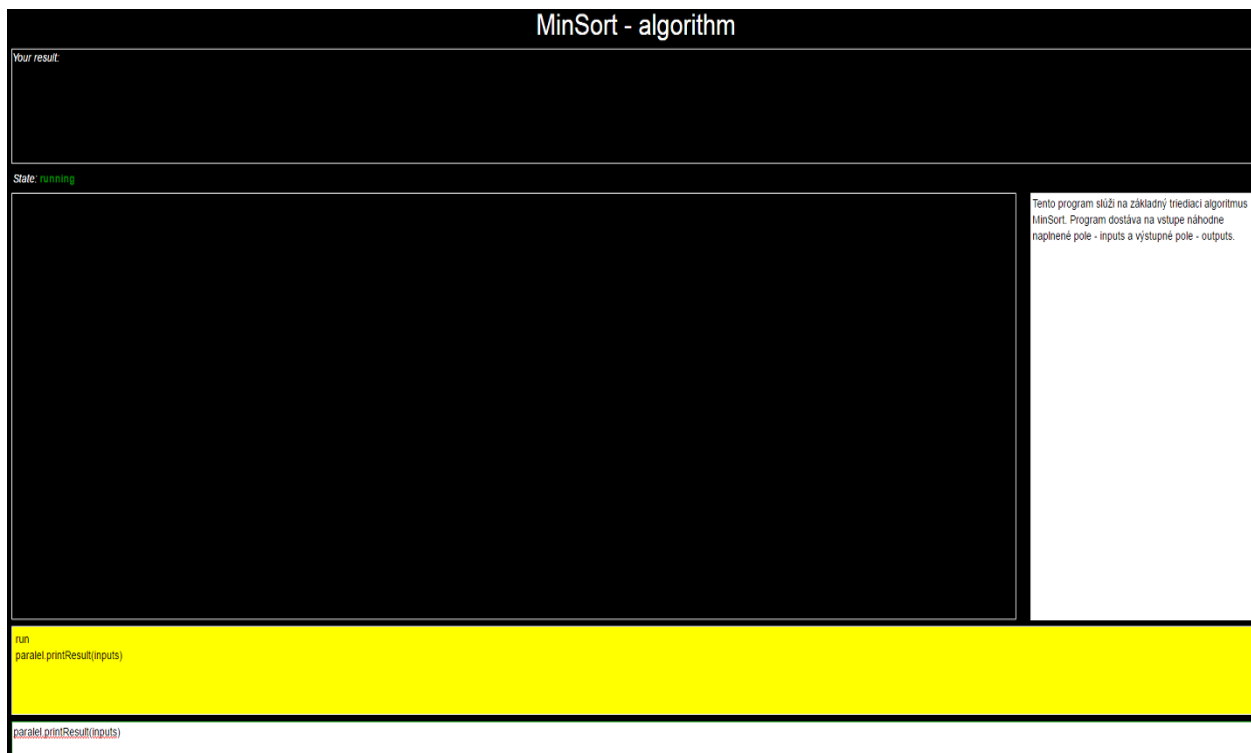 MinSort - algorithm
Your result:
State: running
Tento program slúži na základný triediaci algoritmus
MinSort. Program dostáva na vstupe náhodne
naplnené pole - inputs a výstupné pole - outputs.
run
paralel.printResult(inputs)
paralel.printResult(inputs)